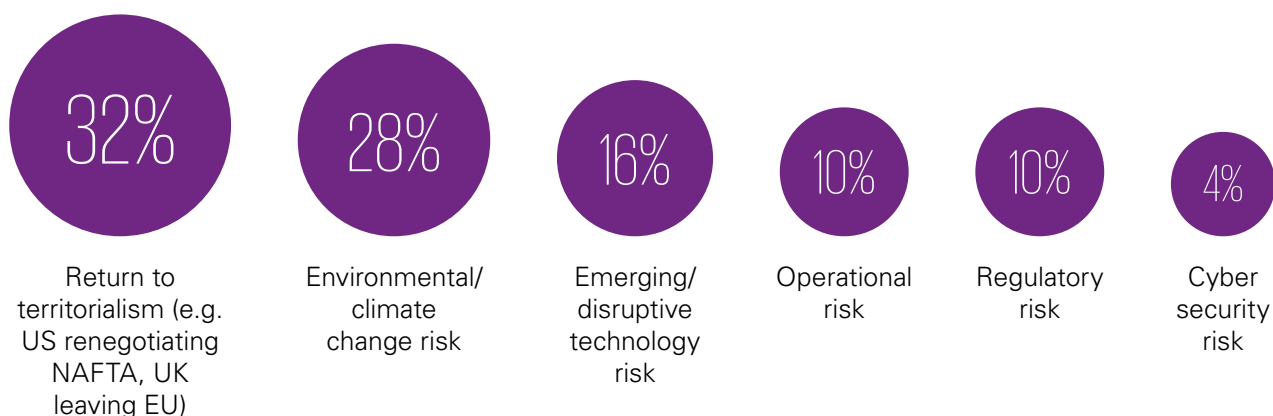 32%
28%
16%
10%
10%
4%
Return to
territorialism (e.g.
US renegotiating
NAFTA, UK
leaving EU)
Environmental/
climate
change risk
Emerging/
disruptive
technology
risk
Operational
risk
Regulatory
risk
Cyber
security
risk